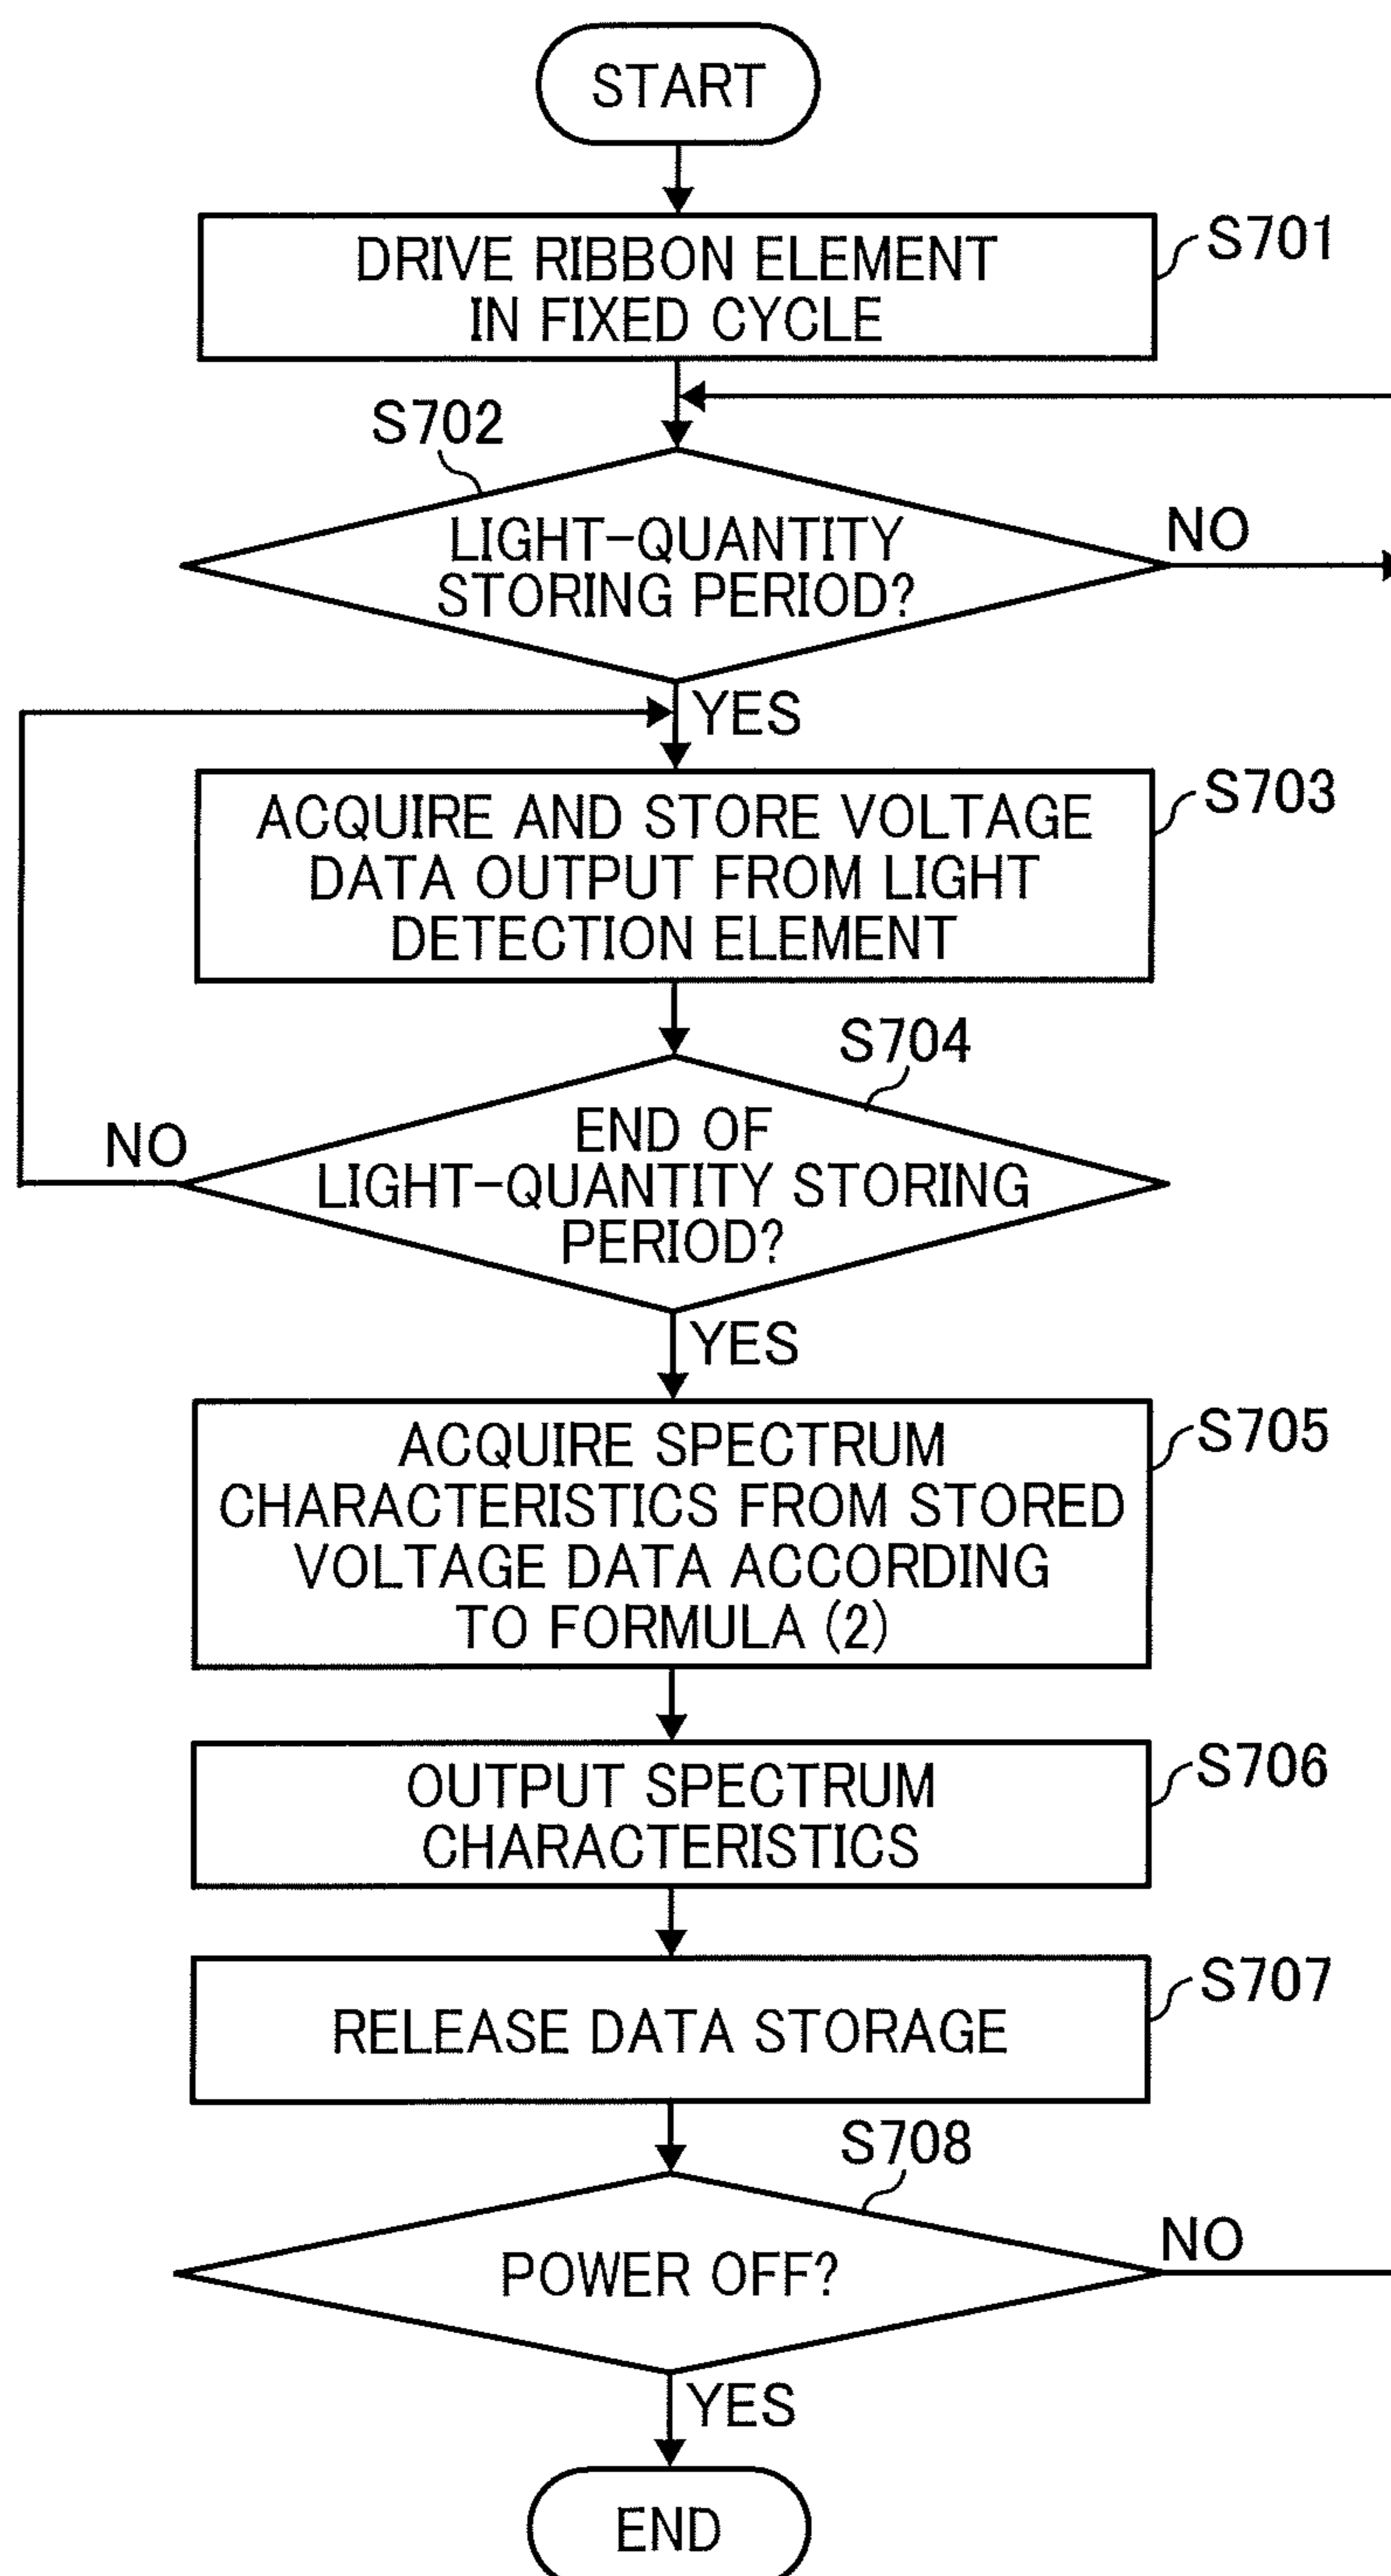 START
DRIVE RIBBON ELEMENT
IN FIXED CYCLE
S701
S702
LIGHT-QUANTITY
STORING PERIOD?
NO
YES
ACQUIRE AND STORE VOLTAGE
DATA OUTPUT FROM LIGHT
DETECTION ELEMENT
S703
S704
END OF
LIGHT-QUANTITY STORING
PERIOD?
NO
YES
ACQUIRE SPECTRUM
CHARACTERISTICS FROM STORED
VOLTAGE DATA ACCORDING
TO FORMULA (2)
S705
OUTPUT SPECTRUM
CHARACTERISTICS
S706
RELEASE DATA STORAGE
S707
S708
POWER OFF?
NO
YES
END